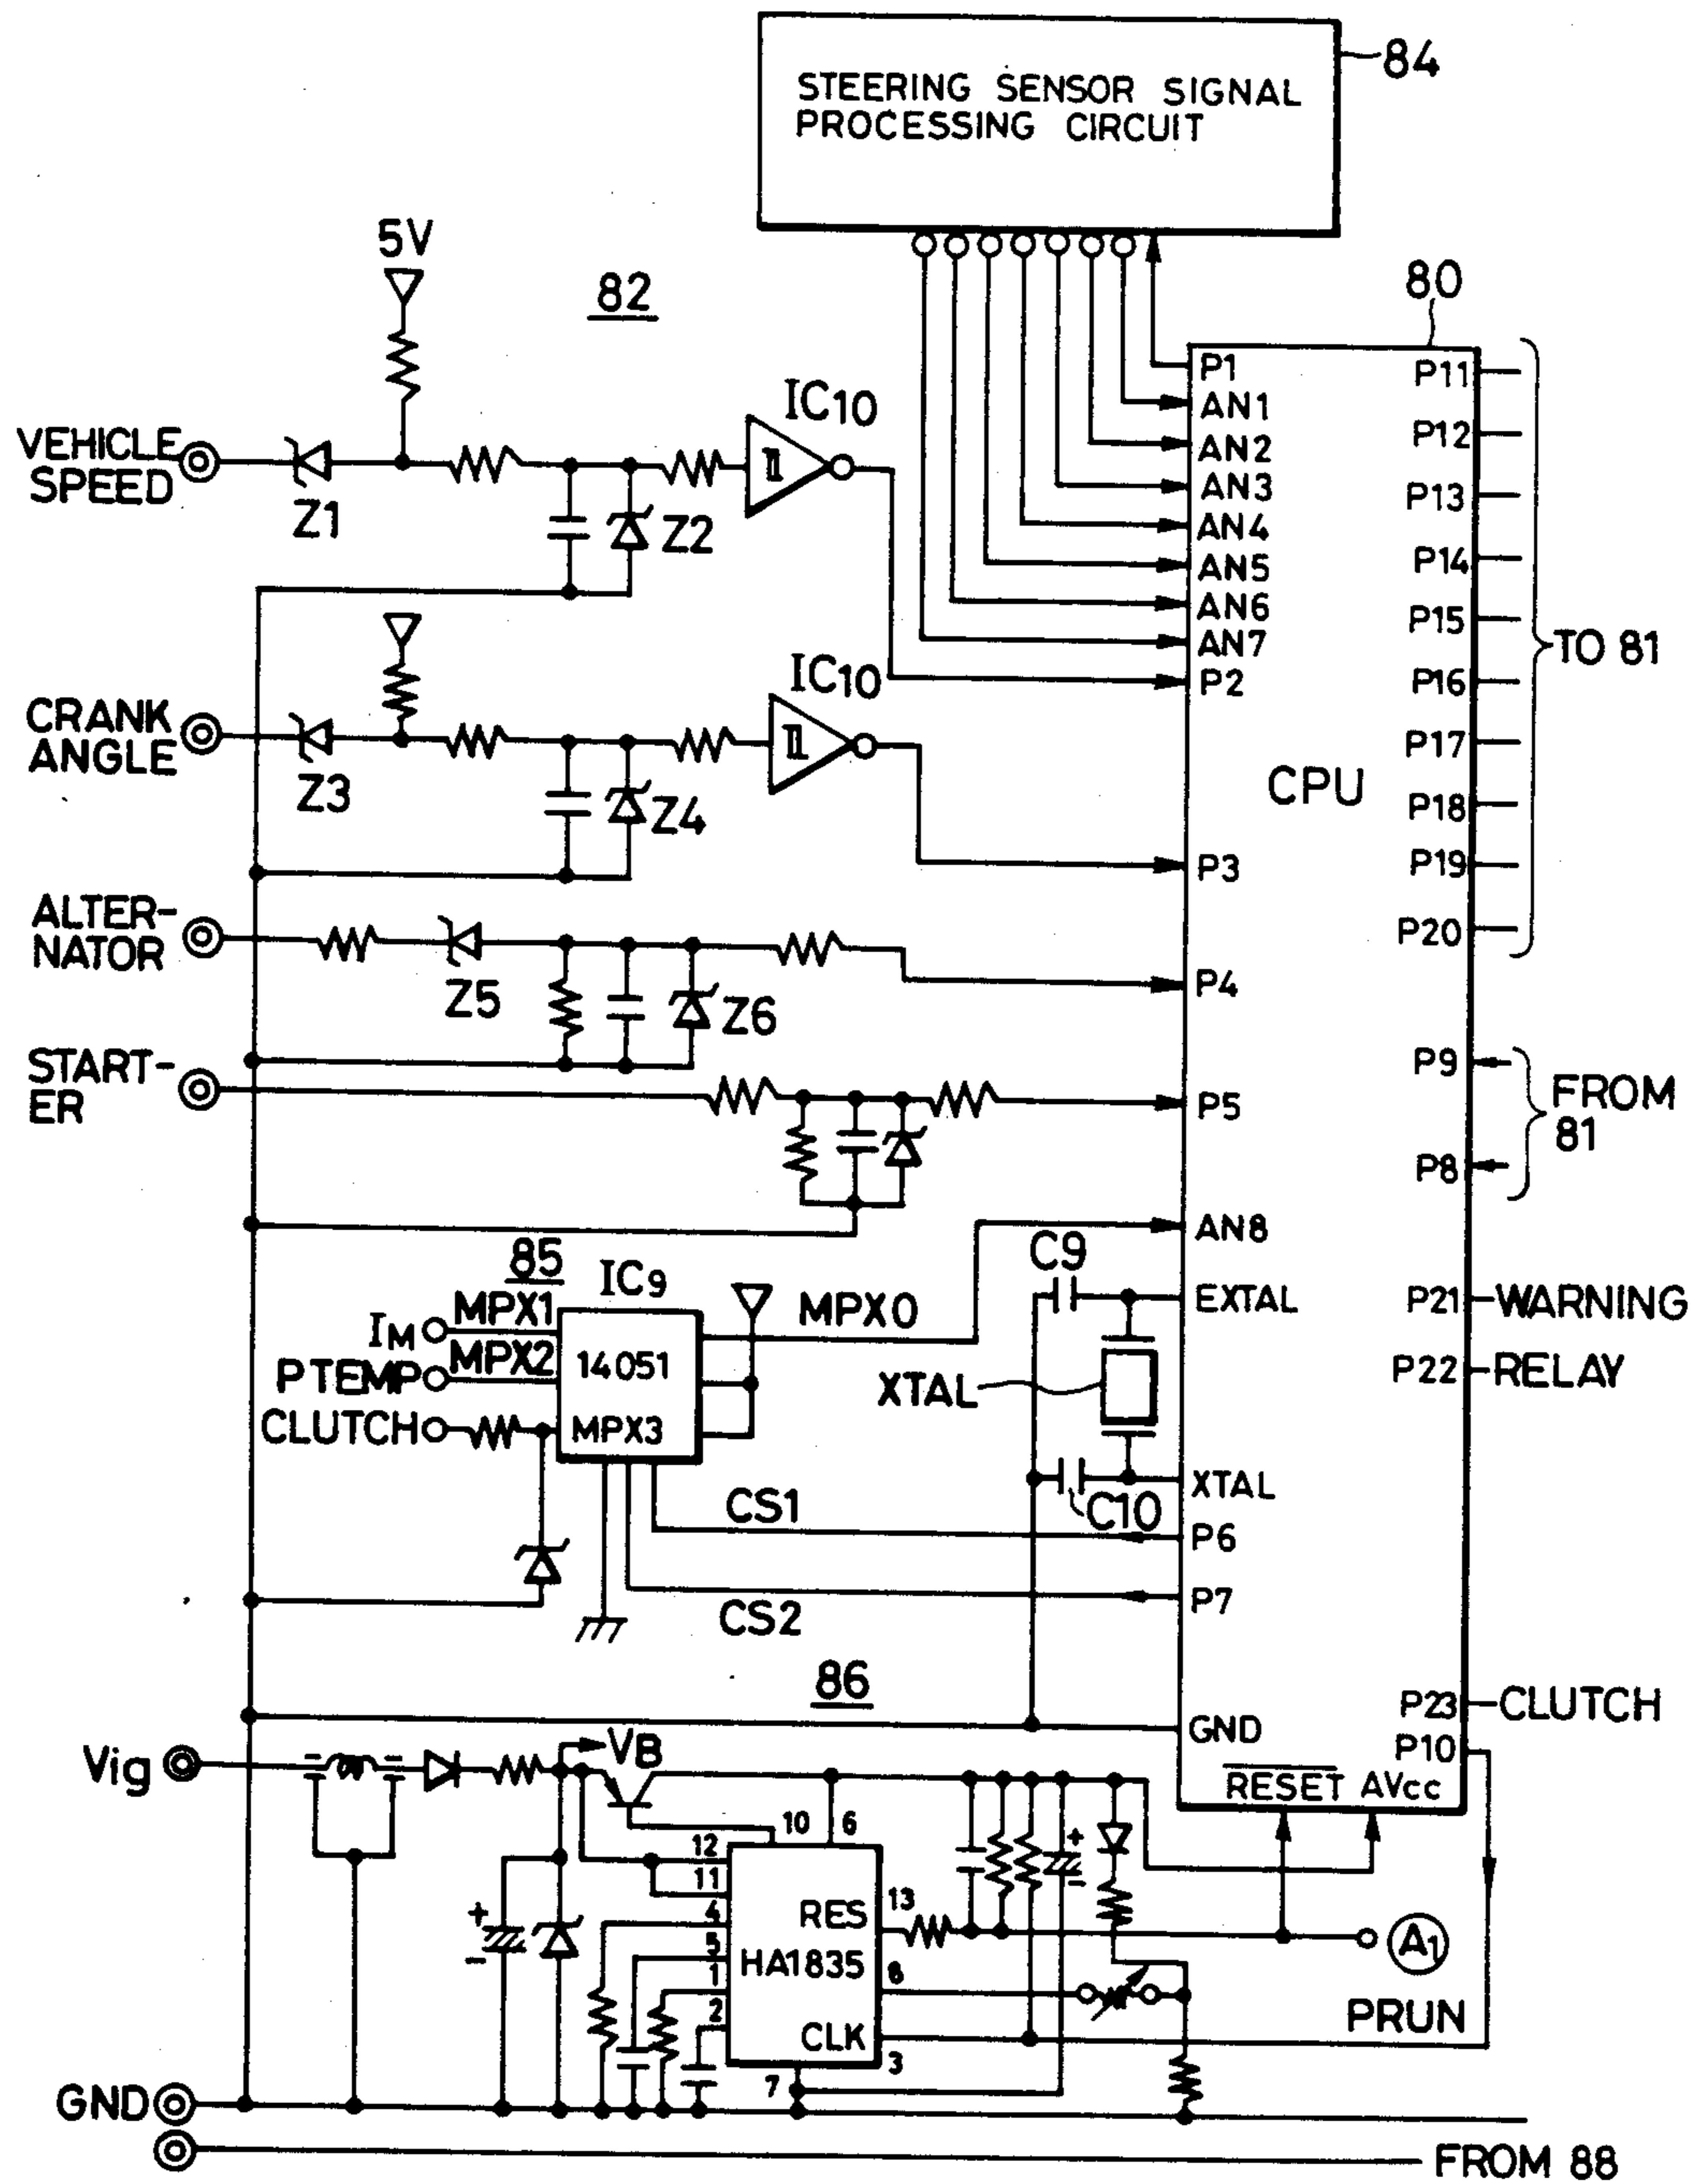 84
STEERING SENSOR SIGNAL
PROCESSING CIRCUIT
5V
82
80
P1
AN1
AN2
AN3
AN4
AN5
AN6
AN7
P2
P3
P4
P5
AN8
EXTAL
XTAL
P6
P7
GND
CPU
P11
P12
P13
P14
P15
P16
P17
P18
P19
P20
TO 81
P9
P8
FROM
81
P21 WARNING
P22 RELAY
P23 CLUTCH
P10
RESET AVcc
VEHICLE
SPEED
Z1
Z2
IC10
CRANK
ANGLE
Z3
Z4
IC10
ALTER-
NATOR
Z5
Z6
START-
ER
85
IC9
IM
MPX1
PTEMP
MPX2
CLUTCH
14051
MPX3
MPX0
C9
XTAL
C10
CS1
CS2
86
Vig
VB
10
6
12
11
4
5
1
2
RES
HA1835
CLK
13
8
3
7
+
-
+
-
A1
PRUN
GND
FROM 88